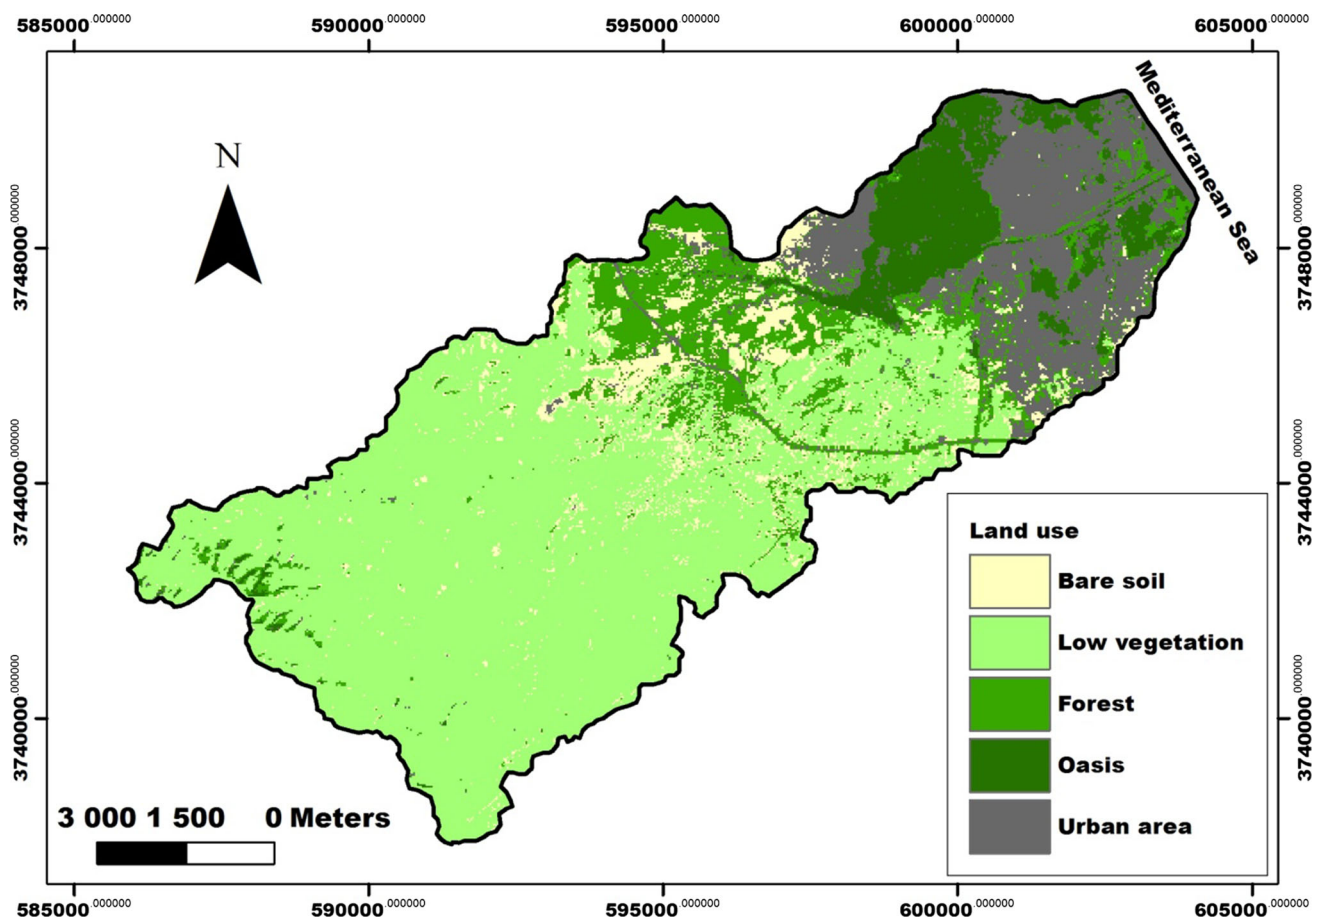 585000.000000 590000.000000 595000.000000 600000.000000 605000.000000
Mediterranean Sea
N
3748000.000000
3748000.000000
3744000.000000
3744000.000000
3740000.000000
3740000.000000
Land use
Bare soil
Low vegetation
Forest
Oasis
Urban area
3 000 1 500 0 Meters
585000.000000 590000.000000 595000.000000 600000.000000 605000.000000